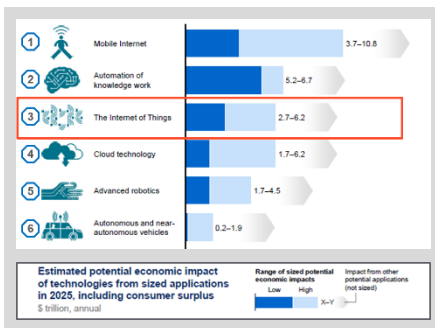 1
Mobile Internet
3.7–10.8
2
Automation of
knowledge work
5.2–6.7
3
The Internet of Things
2.7–6.2
4
Cloud technology
1.7–6.2
5
Advanced robotics
1.7–4.5
6
Autonomous and near-
autonomous vehicles
0.2–1.9
Estimated potential economic impact
of technologies from sized applications
in 2025, including consumer surplus
$ trillion, annual
Range of sized potential
economic impacts
Low High
X–Y
Impact from other
potential applications
(not sized)